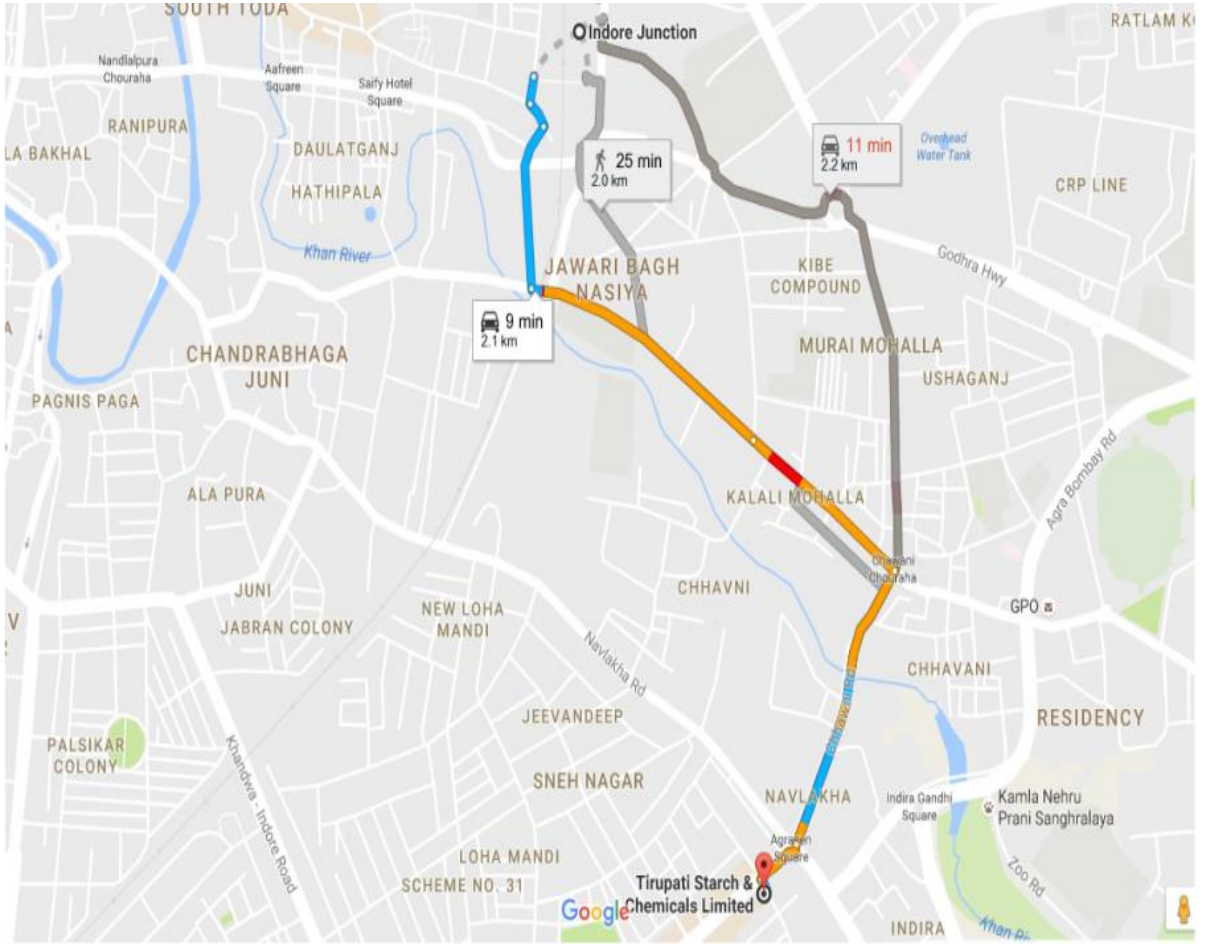 SOUTH TODA
Indore Junction
RATLAM K
Nandlalpura
Chouraha
Aafreen
Square
Saify Hotel
Square
RANIPURA
LA BAKHAL
DAULATGANJ
HATHIPALA
25 min
2.0 km
11 min
2.2 km
Overhead
Water Tank
CRP LINE
Khan River
JAWARI BAGH
NASIYA
KIBE
COMPOUND
Godhra Hwy
9 min
2.1 km
CHANDRABHAGA
JUNI
MURAI MOHALLA
USHAGANJ
PAGNIS PAGA
Agra Bombay Rd
ALA PURA
KALALI MOHALLA
Chawani
Chouraha
CHHAVNI
JUNI
JABRAN COLONY
NEW LOHA
MANDI
GPO
Navlakha Rd
CHHAVANI
RESIDENCY
JEEVANDEEP
PALSIKAR
COLONY
Khandwa - Indore Road
SNEH NAGAR
NAVLAKHA
Indira Gandhi
Square
Kamla Nehru
Prani Sanghralaya
Agrasen
Square
LOHA MANDI
SCHEME NO. 31
Tirupati Starch &
Chemicals Limited
Google
Zoo Rd
INDIRA
Khan Ri